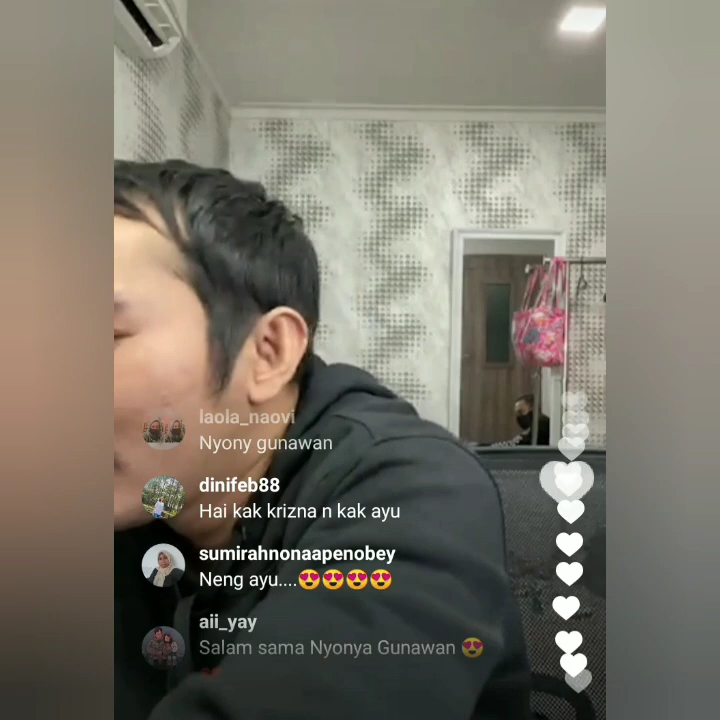 laola_naovi
Nyony gunawan
dinifeb88
Hai kak krizna n kak ayu
sumirahnonaapenobey
Neng ayu....😍😍😍😍
aii_yay
Salam sama Nyonya Gunawan 😍